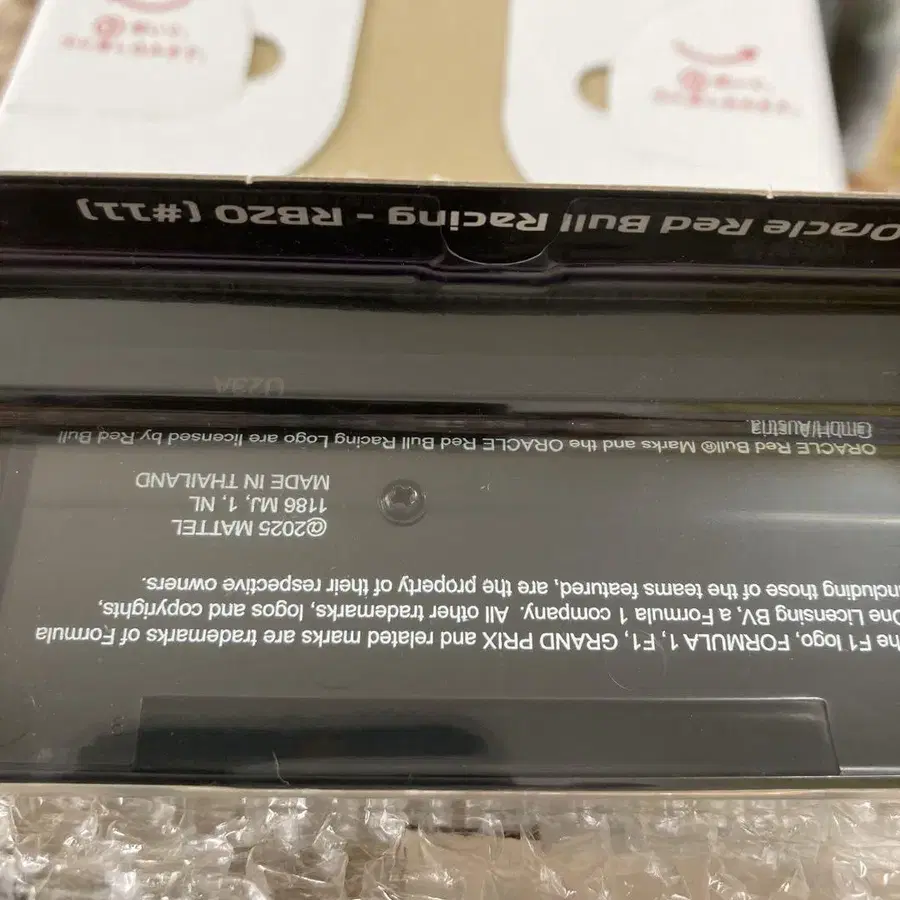 he F1 logo, FORMULA 1, F1, GRAND PRIX and related marks are trademarks of Formula
One Licensing BV, a Formula 1 company. All other trademarks, logos and copyrights,
including those of the teams featured, are the property of their respective owners.
©2025 MATTEL
1186 MJ, 1, NL
MADE IN THAILAND
ORACLE Red Bull® Marks and the ORACLE Red Bull Racing Logo are licensed by Red Bull
GmbH/Austria
U23A
Oracle Red Bull Racing - RB20 (#11)